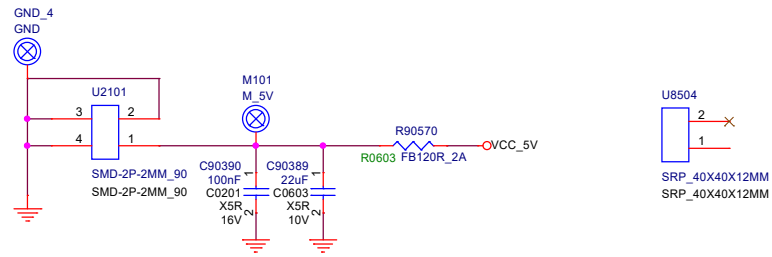 GND_4
GND
U2101
3
2
4
1
SMD-2P-2MM_90
SMD-2P-2MM_90
M101
M_5V
C90390
100nF
C0201
X5R
16V
1
2
C90389
22uF
C0603
X5R
10V
1
2
R90570
R0603
FB120R_2A
VCC_5V
U8504
2
1
SRP_40X40X12MM
SRP_40X40X12MM